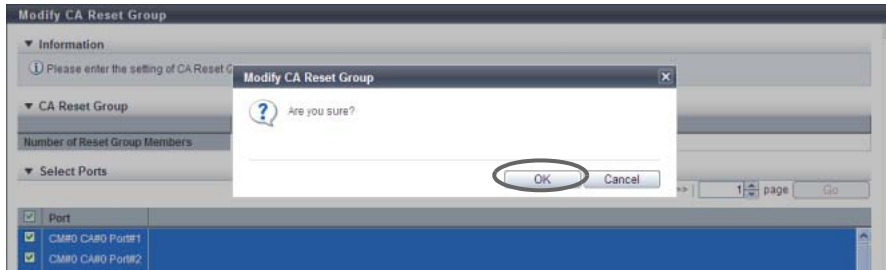 Modify CA Reset Group
Information
Please enter the setting of CA Reset G
Modify CA Reset Group
Are you sure?
CA Reset Group
Number of Reset Group Members
Select Ports
OK Cancel
>> 1 page Go
Port
CM#0 CA#0 Port#1
CM#0 CA#0 Port#2